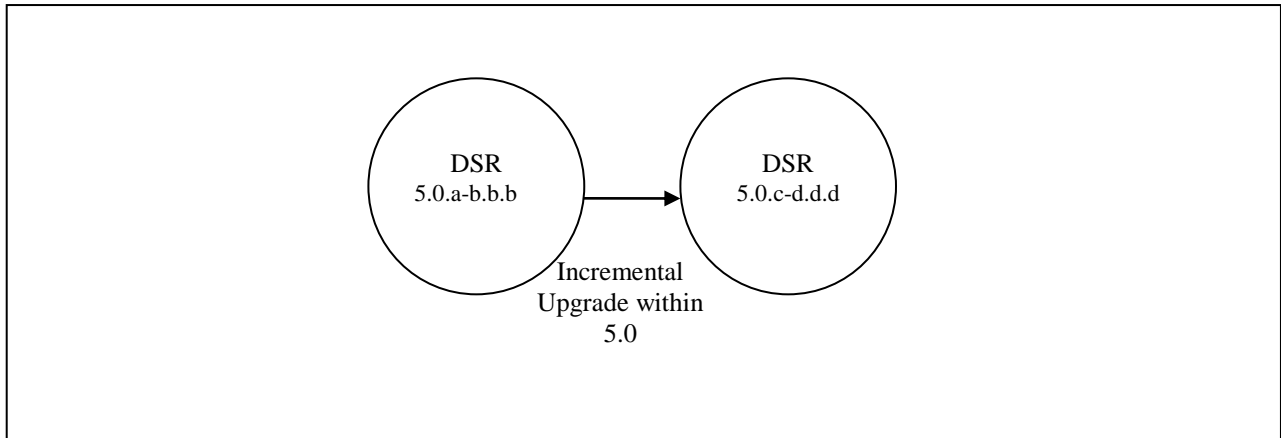 DSR
5.0.a-b.b.b
DSR
5.0.c-d.d.d
Incremental
Upgrade within
5.0